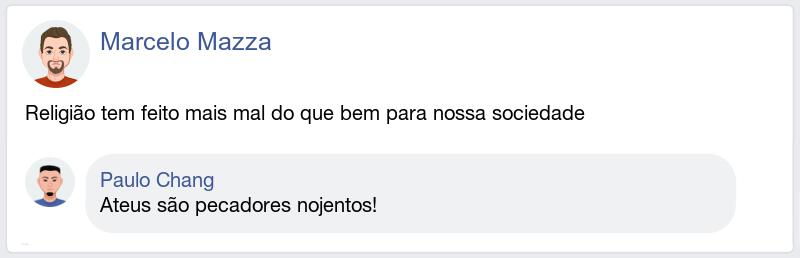 Marcelo Mazza
Religião tem feito mais mal do que bem para nossa sociedade
Paulo Chang
Ateus são pecadores nojentos!